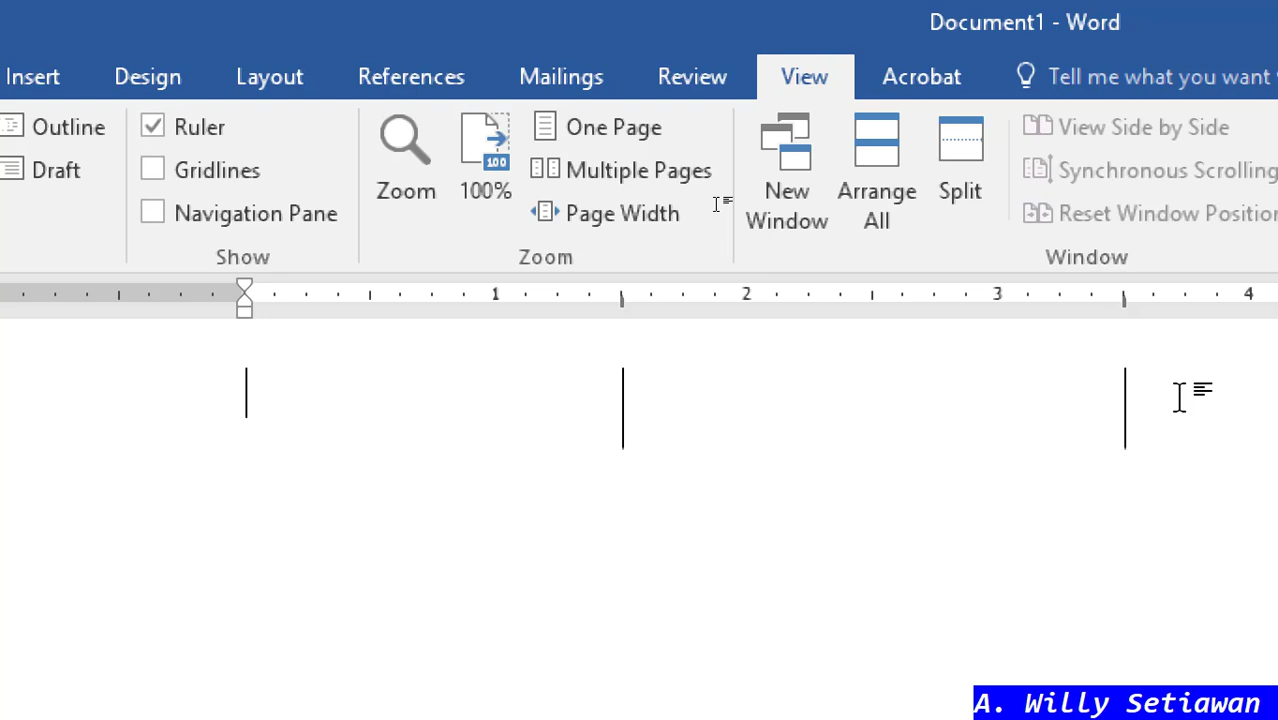 Document1 - Word
Insert Design Layout References Mailings Review View Acrobat Tell me what you want
Outline Ruler One Page View Side by Side
Draft Gridlines Zoom 100% Multiple Pages New Window Arrange All Split Synchronous Scrolling
Navigation Pane Page Width Reset Window Position
Show Zoom Window
1 2 3 4
A. Willy Setiawan